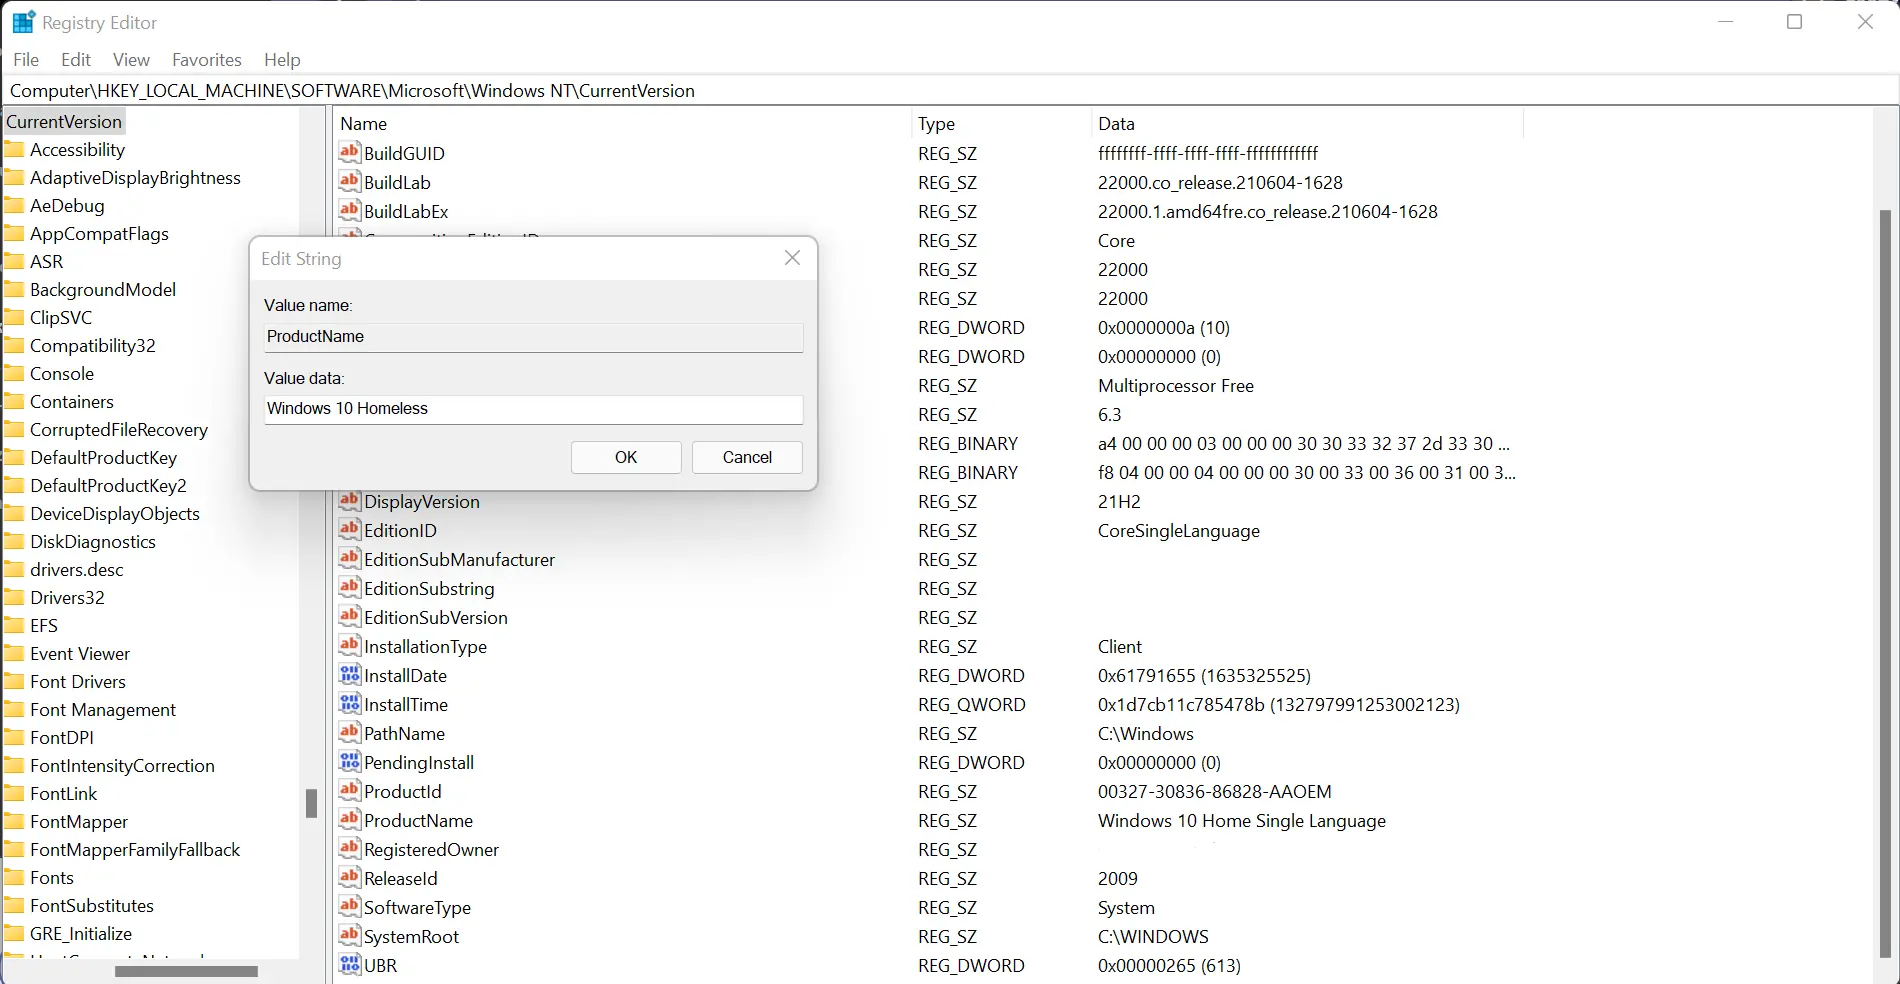 Registry Editor
File Edit View Favorites Help
Computer\HKEY_LOCAL_MACHINE\SOFTWARE\Microsoft\Windows NT\CurrentVersion
CurrentVersion
Accessibility
AdaptiveDisplayBrightness
AeDebug
AppCompatFlags
ASR
BackgroundModel
ClipSVC
Compatibility32
Console
Containers
CorruptedFileRecovery
DefaultProductKey
DefaultProductKey2
DeviceDisplayObjects
DiskDiagnostics
drivers.desc
Drivers32
EFS
Event Viewer
Font Drivers
Font Management
FontDPI
FontIntensityCorrection
FontLink
FontMapper
FontMapperFamilyFallback
Fonts
FontSubstitutes
GRE_Initialize
Name Type Data
BuildGUID REG_SZ ffffffff-ffff-ffff-ffff-ffffffffffff
BuildLab REG_SZ 22000.co_release.210604-1628
BuildLabEx REG_SZ 22000.1.amd64fre.co_release.210604-1628
REG_SZ Core
REG_SZ 22000
REG_SZ 22000
REG_DWORD 0x0000000a (10)
REG_DWORD 0x00000000 (0)
REG_SZ Multiprocessor Free
REG_SZ 6.3
REG_BINARY a4 00 00 00 03 00 00 00 30 30 33 32 37 2d 33 30 ...
REG_BINARY f8 04 00 00 04 00 00 00 30 00 33 00 36 00 31 00 3...
DisplayVersion REG_SZ 21H2
EditionID REG_SZ CoreSingleLanguage
EditionSubManufacturer REG_SZ
EditionSubstring REG_SZ
EditionSubVersion REG_SZ
InstallationType REG_SZ Client
InstallDate REG_DWORD 0x61791655 (1635325525)
InstallTime REG_QWORD 0x1d7cb11c785478b (132797991253002123)
PathName REG_SZ C:\Windows
PendingInstall REG_DWORD 0x00000000 (0)
ProductId REG_SZ 00327-30836-86828-AAOEM
ProductName REG_SZ Windows 10 Home Single Language
RegisteredOwner REG_SZ
ReleaseId REG_SZ 2009
SoftwareType REG_SZ System
SystemRoot REG_SZ C:\WINDOWS
UBR REG_DWORD 0x00000265 (613)
Edit String
Value name:
ProductName
Value data:
Windows 10 Homeless
OK Cancel